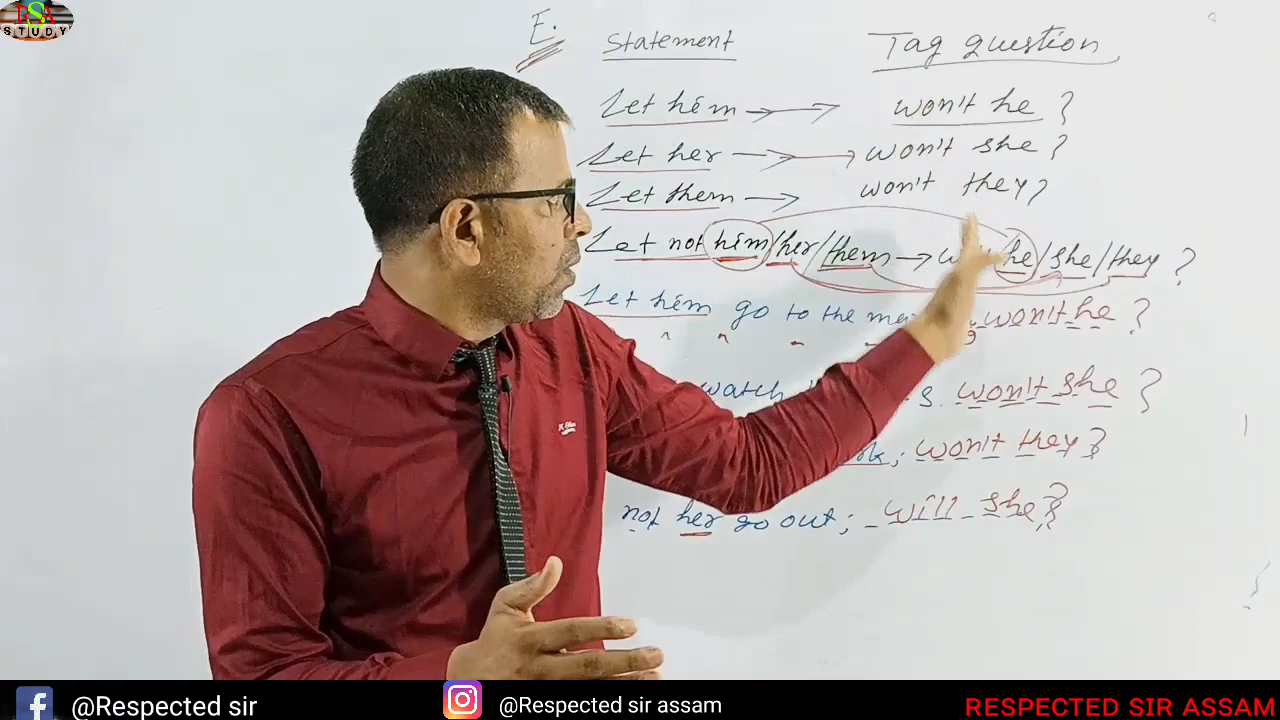 PSA
STUDY
E.
Statement Tag question
Let him → won't he ?
Let her → won't she ?
Let them → won't they ?
Let not him/her/them → he/she/they ?
Let him go to the won't he ?
watch won't she ?
; won't they ?
not her go out; will she ?
@Respected sir @Respected sir assam RESPECTED SIR ASSAM